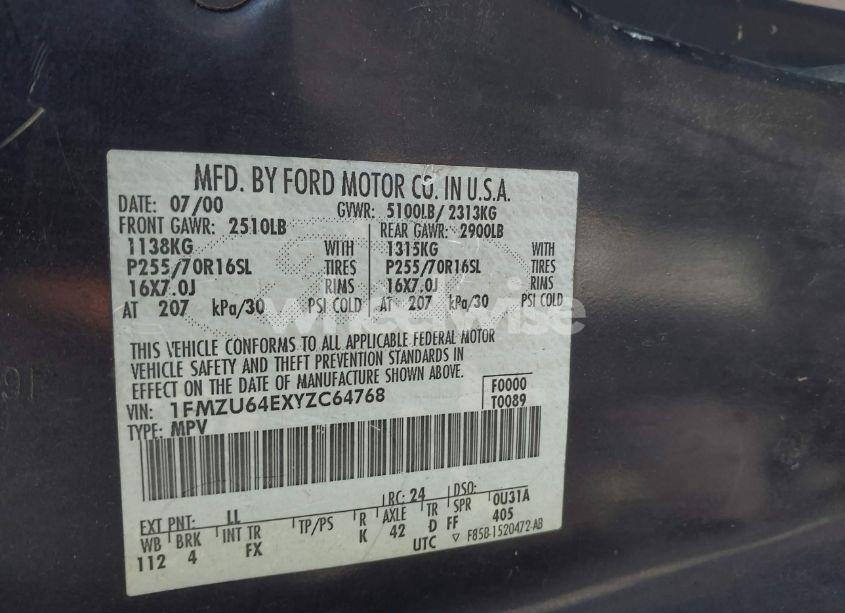 MFD. BY FORD MOTOR CO. IN U.S.A.
DATE: 07/00 GVWR: 5100LB/ 2313KG
FRONT GAWR: 2510LB REAR GAWR: 2900LB
1138KG WITH 1315KG WITH
P255/70R16SL TIRES P255/70R16SL TIRES
16X7.0J RIMS 16X7.0J RIMS
AT 207 kPa/30 PSI COLD AT 207 kPa/30 PSI COLD
wheelwise
THIS VEHICLE CONFORMS TO ALL APPLICABLE FEDERAL MOTOR
VEHICLE SAFETY AND THEFT PREVENTION STANDARDS IN
EFFECT ON THE DATE OF MANUFACTURE SHOWN ABOVE.
VIN: 1FMZU64EXYZC64768 F0000
TYPE: MPV T0089
EXT PNT: LL RC: 24 DSO: 0U31A
WB BRK INT TR TP/PS R AXLE TR SPR 405
112 4 FX K 42 D FF
UTC ▽ F85B-1520472-AB